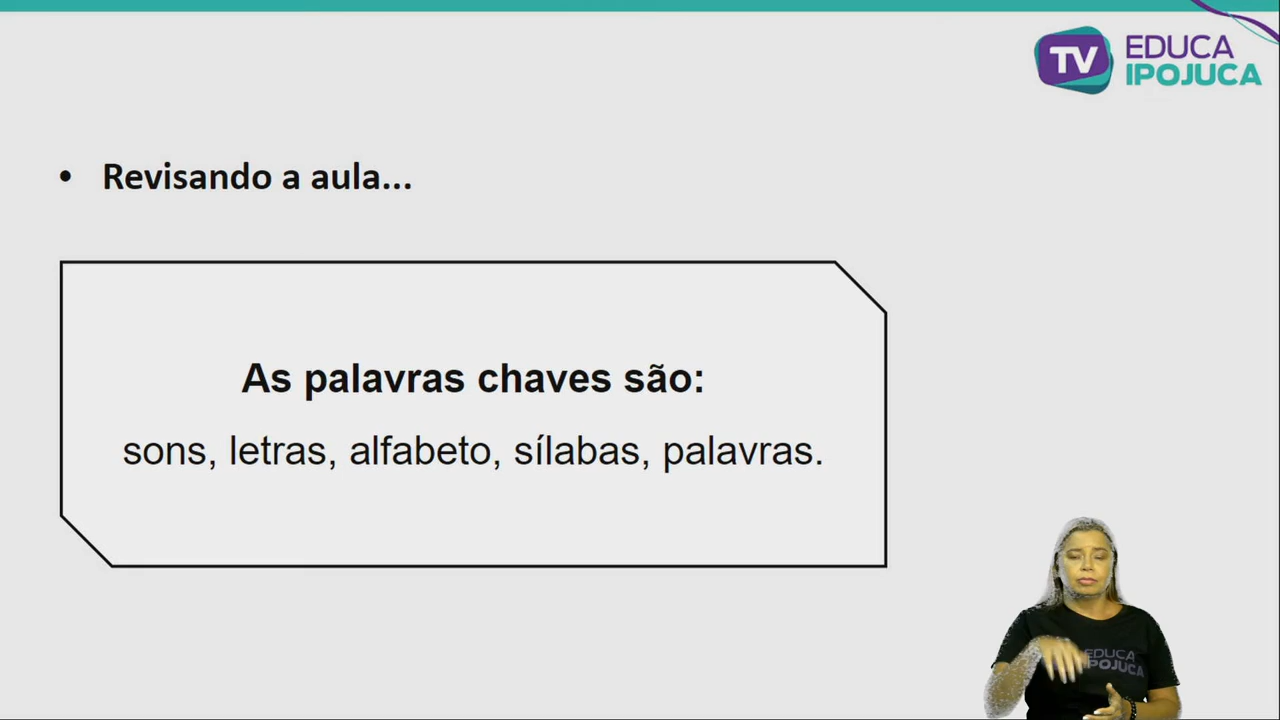 TV EDUCA
IPOJUCA
• Revisando a aula...
As palavras chaves são:
sons, letras, alfabeto, sílabas, palavras.
EDUCA
IPOJUCA